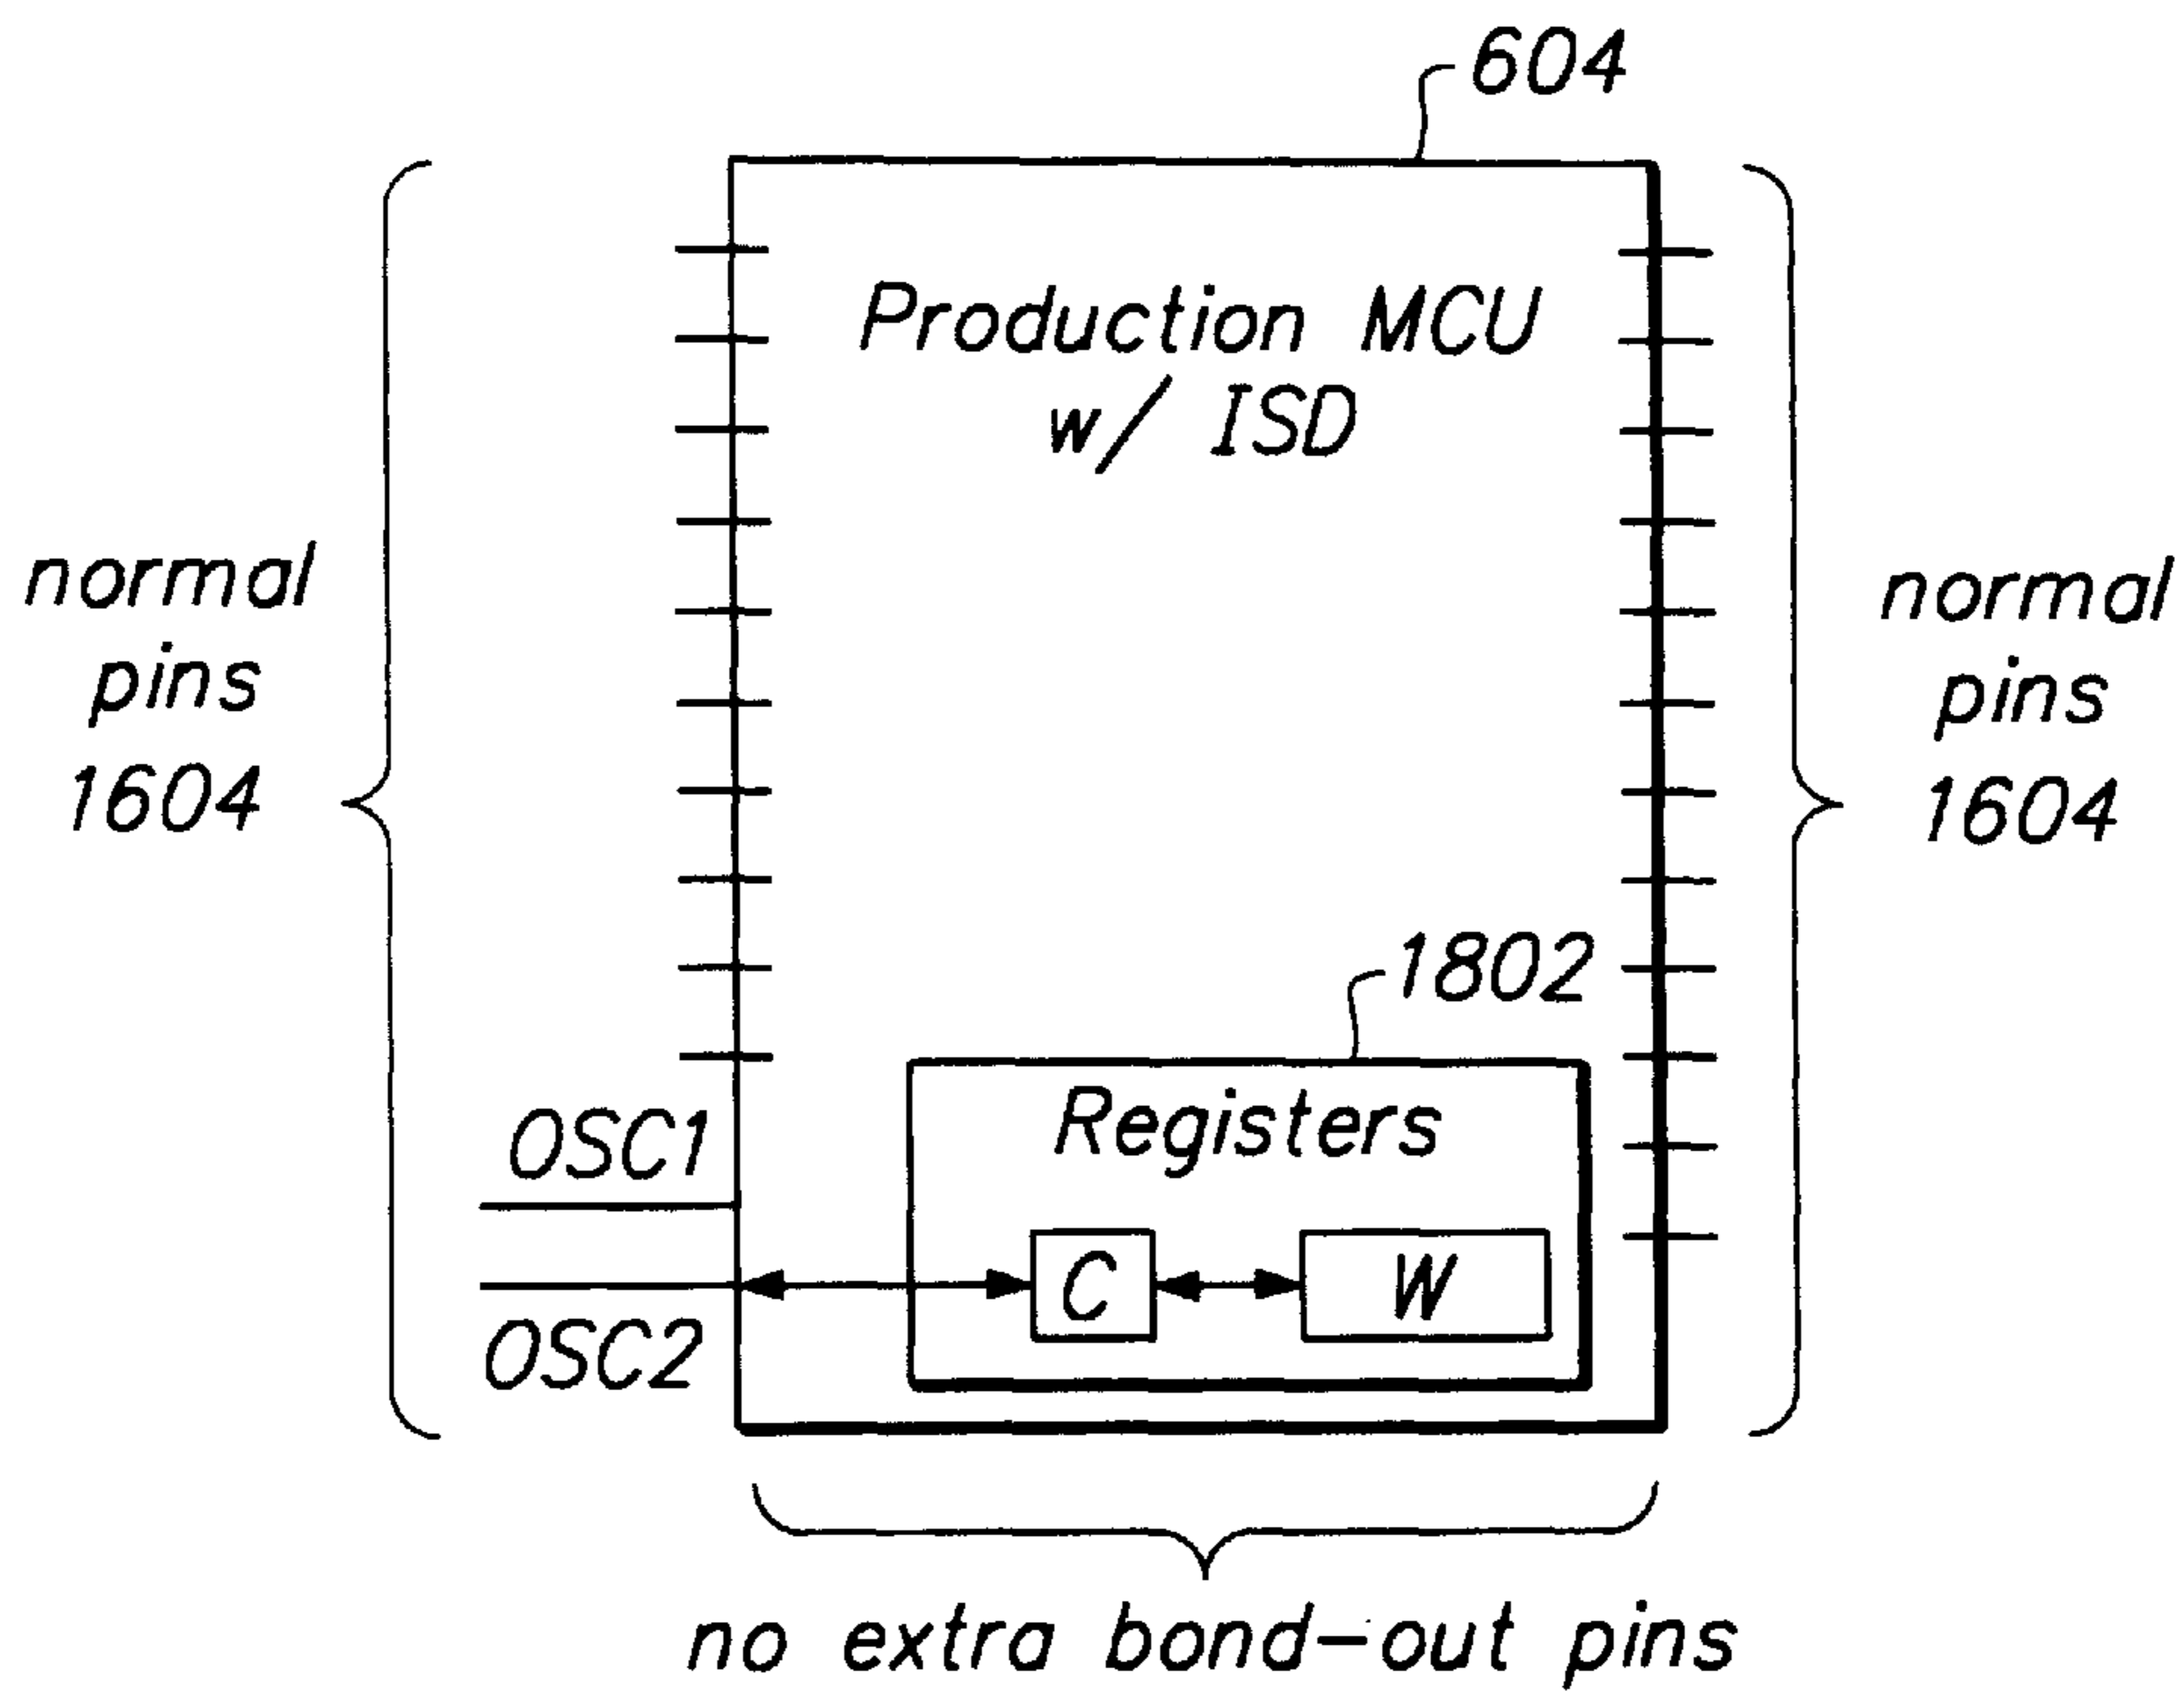 604
Production MCU
w/ ISD
normal
pins
1604
normal
pins
1604
1802
Registers
OSC1
C
W
OSC2
no extra bond-out pins